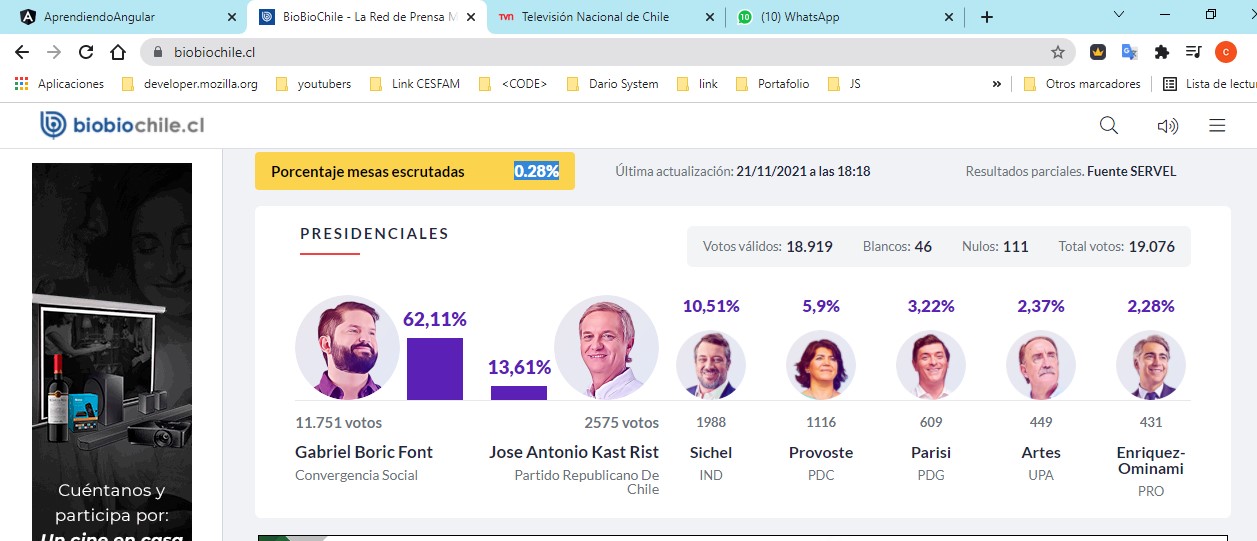 AprendiendoAngular
BioBioChile - La Red de Prensa M
tvn Televisión Nacional de Chile
10 (10) WhatsApp
biobiochile.cl
C
Aplicaciones developer.mozilla.org youtubers Link CESFAM <CODE> Dario System link Portafolio JS » Otros marcadores Lista de lectu
biobiochile.cl
Porcentaje mesas escrutadas 0.28% Última actualización: 21/11/2021 a las 18:18 Resultados parciales. Fuente SERVEL
PRESIDENCIALES
Votos válidos: 18.919 Blancos: 46 Nulos: 111 Total votos: 19.076
62,11%
11.751 votos
Gabriel Boric Font
Convergencia Social
13,61%
2575 votos
Jose Antonio Kast Rist
Partido Republicano De
Chile
10,51%
1988
Sichel
IND
5,9%
1116
Provoste
PDC
3,22%
609
Parisi
PDG
2,37%
449
Artes
UPA
2,28%
431
Enriquez-
Ominami
PRO
Cuéntanos y
participa por:
Un cine en casa